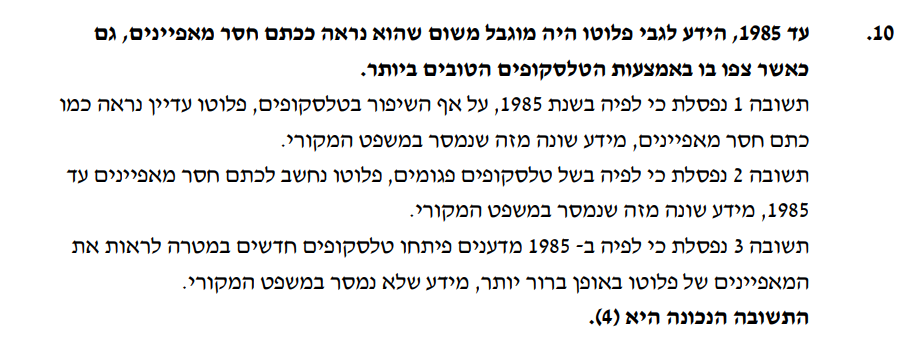 10. עד 1985, הידע לגבי פלוטו היה מוגבל משום שהוא נראה ככתם חסר מאפיינים, גם
כאשר צפו בו באמצעות הטלסקופים הטובים ביותר.
תשובה 1 נפסלת כי לפיה בשנת 1985, על אף השיפור בטלסקופים, פלוטו עדיין נראה כמו
כתם חסר מאפיינים, מידע שונה מזה שנמסר במשפט המקורי.
תשובה 2 נפסלת כי לפיה בשל טלסקופים פגומים, פלוטו נחשב לכתם חסר מאפיינים עד
1985, מידע שונה מזה שנמסר במשפט המקורי.
תשובה 3 נפסלת כי לפיה ב- 1985 מדענים פיתחו טלסקופים חדשים במטרה לראות את
המאפיינים של פלוטו באופן ברור יותר, מידע שלא נמסר במשפט המקורי.
התשובה הנכונה היא (4).